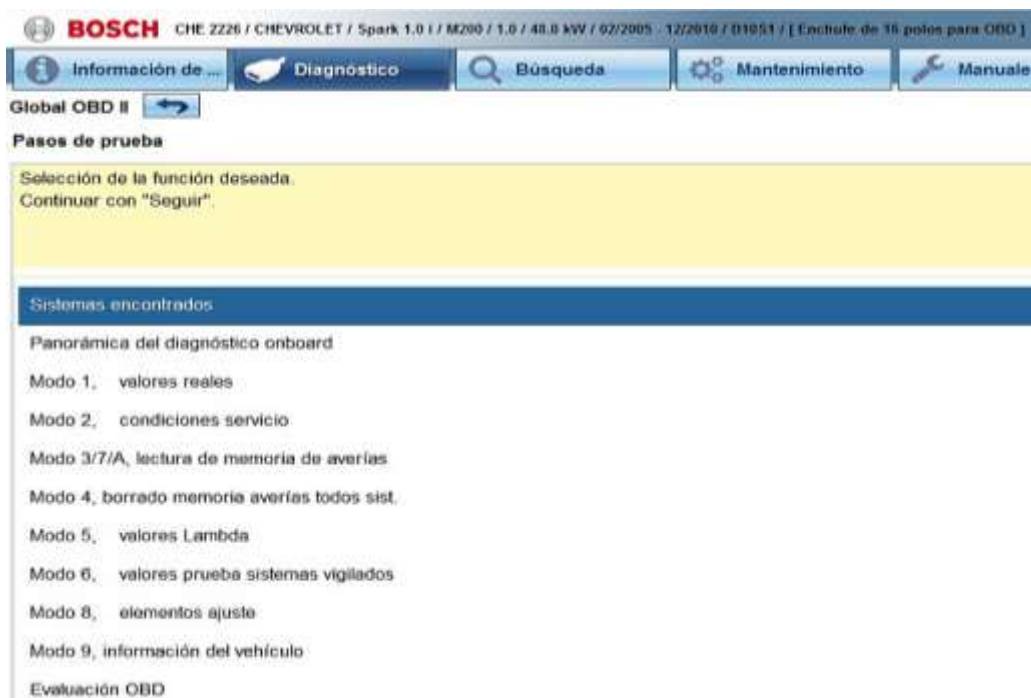 BOSCH CHE 2226 / CHEVROLET / Spark 1.0 i / M200 / 1.0 / 48.0 kW / 02/2005 - 12/2010 / B10S1 / [ Enchufe de 16 polos para OBD ]
Información de ... Diagnóstico Búsqueda Mantenimiento Manuale
Global OBD II
Pasos de prueba
Selección de la función deseada.
Continuar con "Seguir".
Sistemas encontrados
Panorámica del diagnóstico onboard
Modo 1, valores reales
Modo 2, condiciones servicio
Modo 3/7/A, lectura de memoria de averías
Modo 4, borrado memoria averías todos sist.
Modo 5, valores Lambda
Modo 6, valores prueba sistemas vigilados
Modo 8, elementos ajuste
Modo 9, información del vehículo
Evaluación OBD